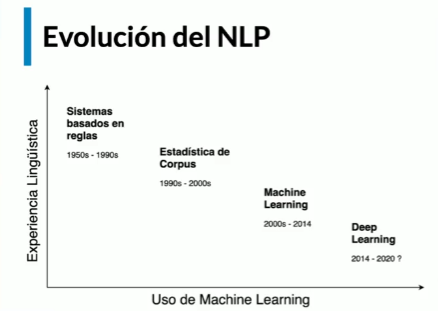 Evolución del NLP
Experiencia Lingüística
Sistemas
basados en
reglas
1950s - 1990s
Estadística de
Corpus
1990s - 2000s
Machine
Learning
2000s - 2014
Deep
Learning
2014 - 2020 ?
Uso de Machine Learning